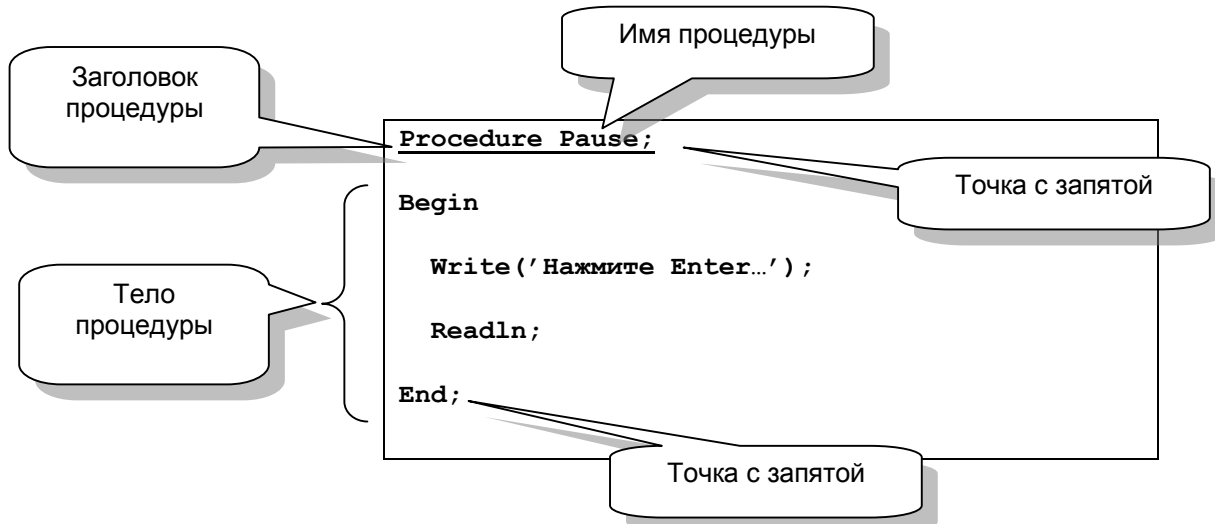 Имя процедуры
Заголовок
процедуры
Procedure Pause;
Точка с запятой
Begin
Write(’Нажмите Enter…’);
Тело
процедуры
Readln;
End;
Точка с запятой